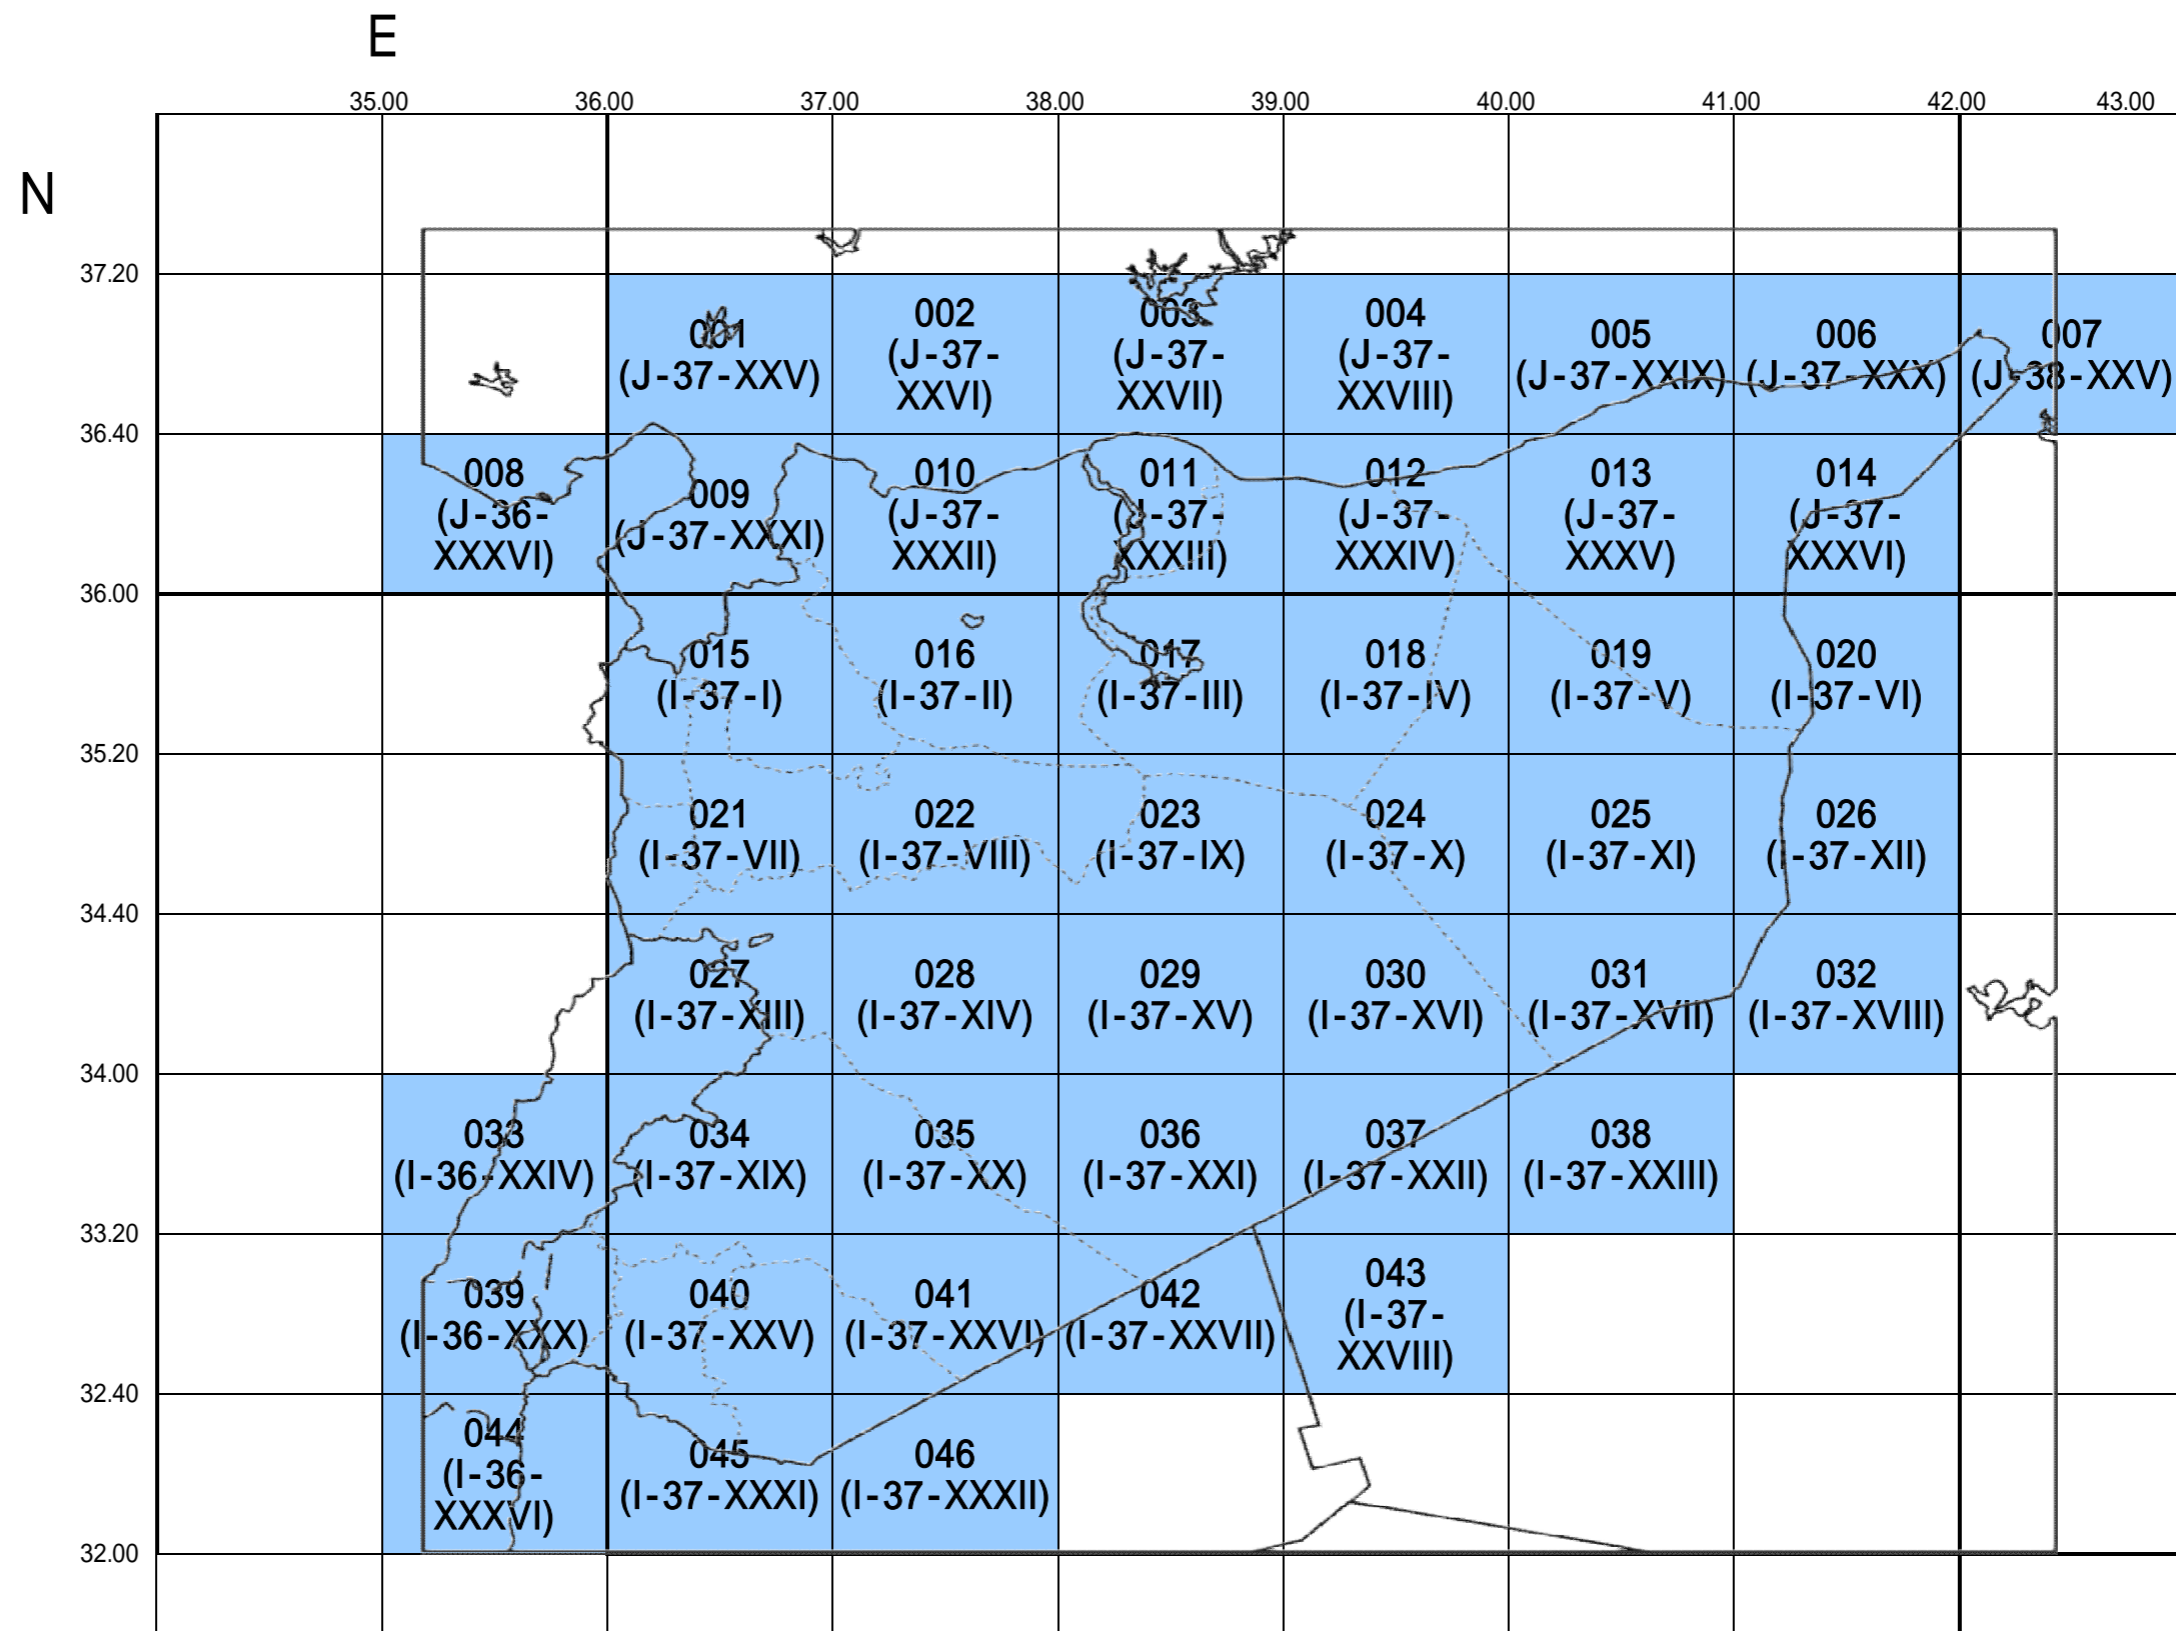 E
35.00 36.00 37.00 38.00 39.00 40.00 41.00 42.00 43.00
N
37.20
001
(J-37-XXV)
002
(J-37-
XXVI)
003
(J-37-
XXVII)
004
(J-37-
XXVIII)
005
(J-37-XXIX)
006
(J-37-XXX)
007
(J-38-XXV)
36.40
008
(J-36-
XXXVI)
009
(J-37-XXXI)
010
(J-37-
XXXII)
011
(J-37-
XXXIII)
012
(J-37-
XXXIV)
013
(J-37-
XXXV)
014
(J-37-
XXXVI)
36.00
015
(I-37-I)
016
(I-37-II)
017
(I-37-III)
018
(I-37-IV)
019
(I-37-V)
020
(I-37-VI)
35.20
021
(I-37-VII)
022
(I-37-VIII)
023
(I-37-IX)
024
(I-37-X)
025
(I-37-XI)
026
(I-37-XII)
34.40
027
(I-37-XIII)
028
(I-37-XIV)
029
(I-37-XV)
030
(I-37-XVI)
031
(I-37-XVII)
032
(I-37-XVIII)
34.00
033
(I-36-XXIV)
034
(I-37-XIX)
035
(I-37-XX)
036
(I-37-XXI)
037
(I-37-XXII)
038
(I-37-XXIII)
33.20
039
(I-36-XXX)
040
(I-37-XXV)
041
(I-37-XXVI)
042
(I-37-XXVII)
043
(I-37-
XXVIII)
32.40
044
(I-36-
XXXVI)
045
(I-37-XXXI)
046
(I-37-XXXII)
32.00